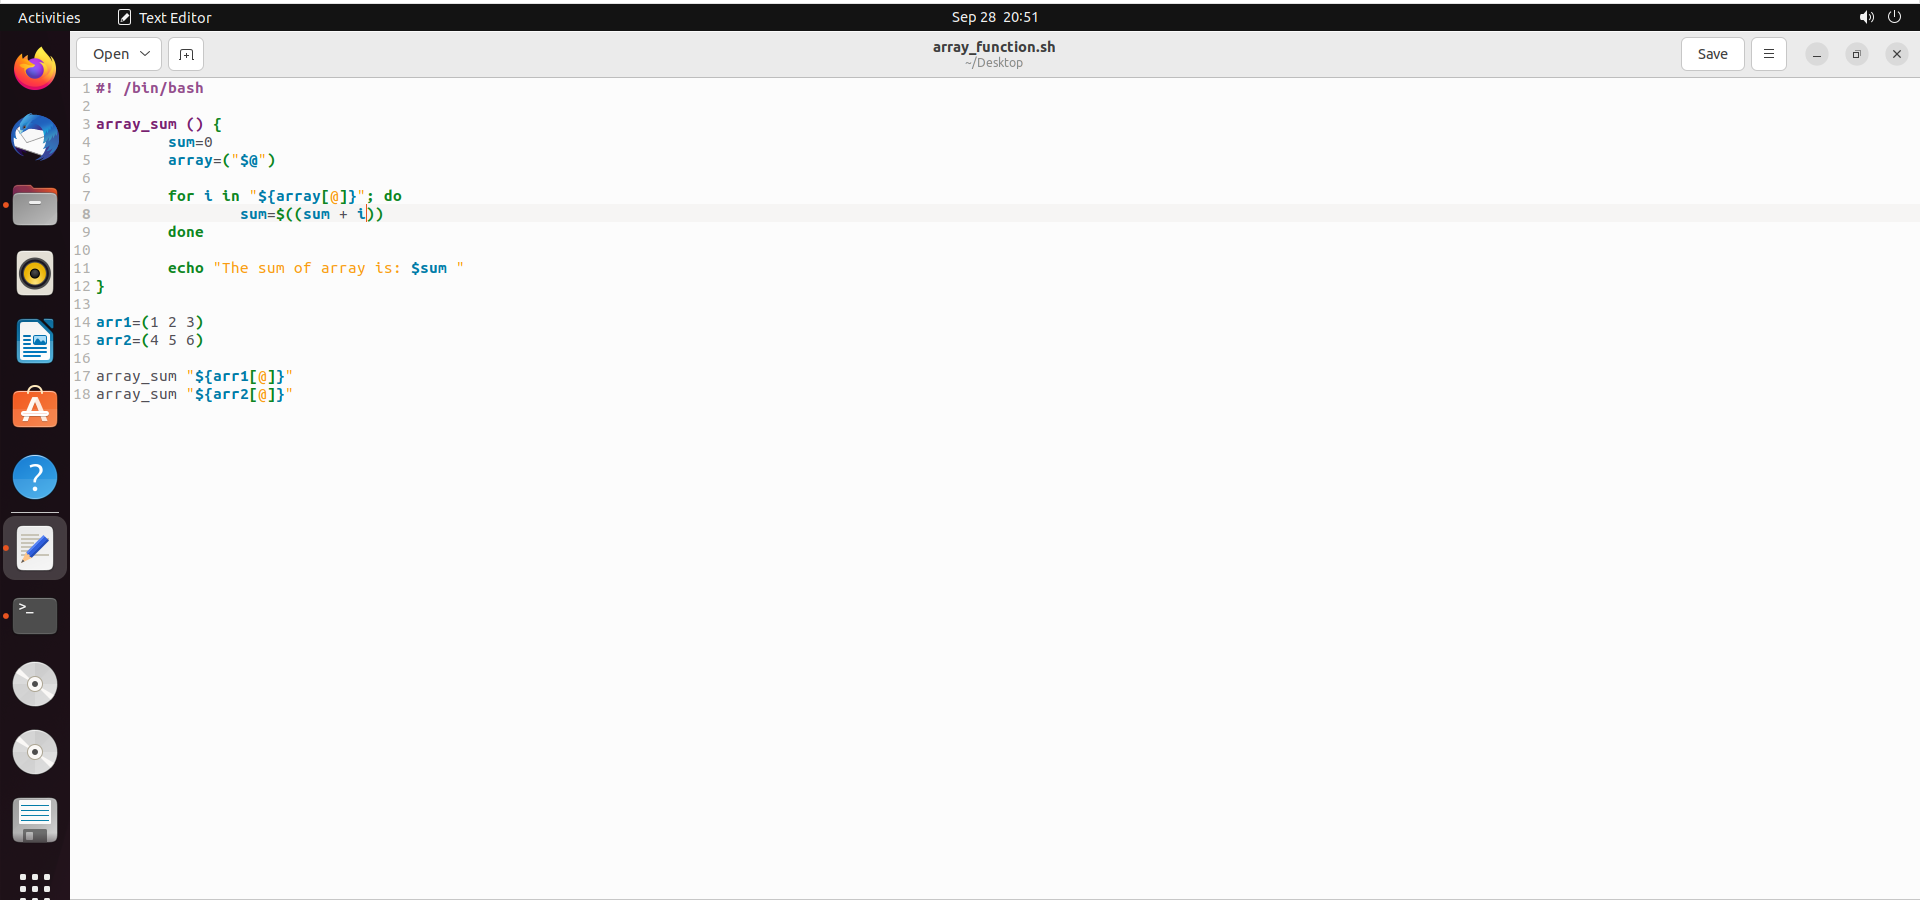 Activities Text Editor Sep 28 20:51
Open array_function.sh Save
~/Desktop
1 #! /bin/bash
2
3 array_sum () {
4 sum=0
5 array=("$@")
6
7 for i in "${array[@]}"; do
8 sum=$((sum + i))
9 done
10
11 echo "The sum of array is: $sum "
12 }
13
14 arr1=(1 2 3)
15 arr2=(4 5 6)
16
17 array_sum "${arr1[@]}"
18 array_sum "${arr2[@]}"